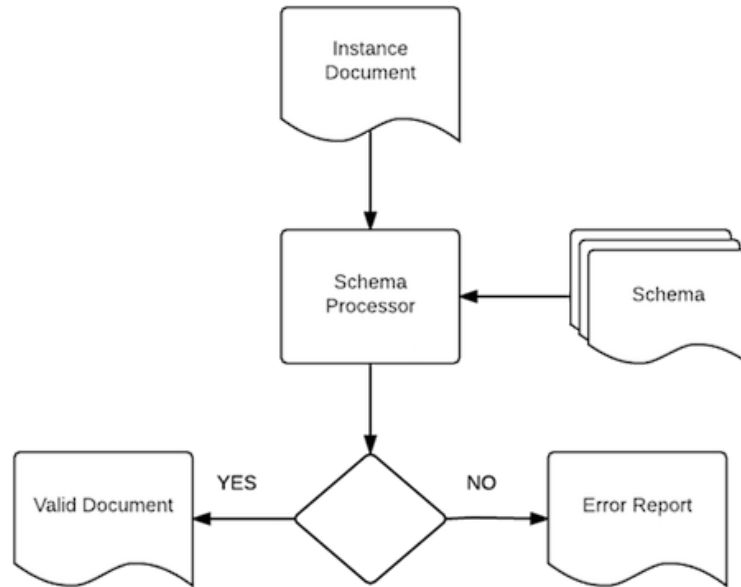 Instance
Document
Schema
Processor
Schema
YES
NO
Valid Document
Error Report